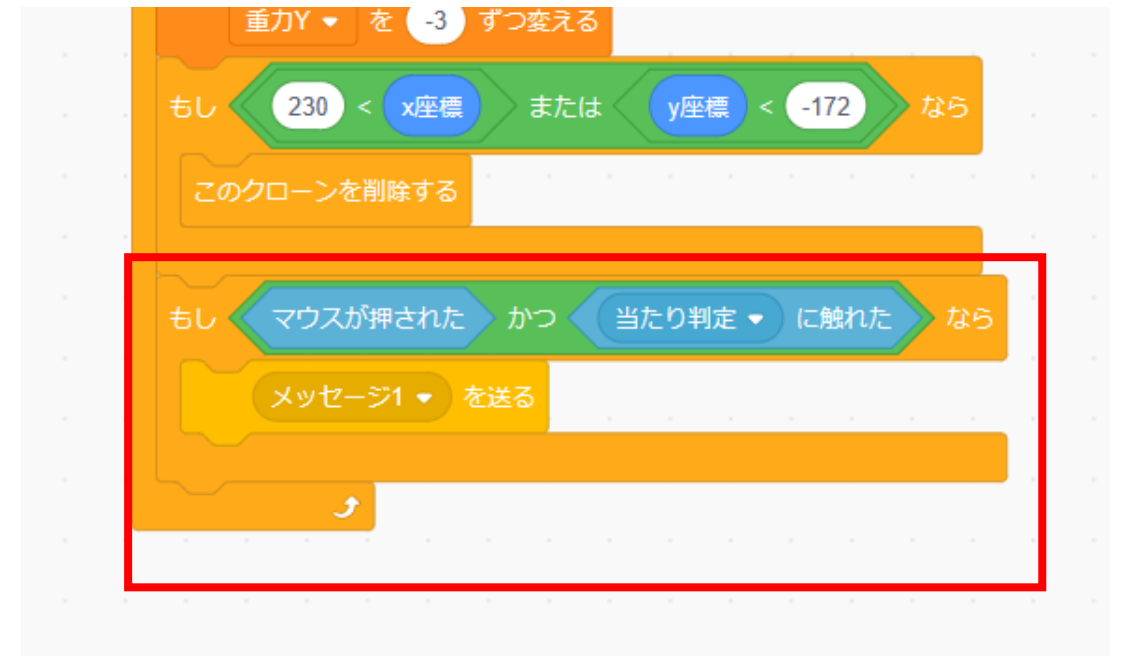 重力Y を -3 ずつ変える
もし 230 < x座標 または y座標 < -172 なら
このクローンを削除する
もし マウスが押された かつ 当たり判定 に触れた なら
メッセージ1 を送る